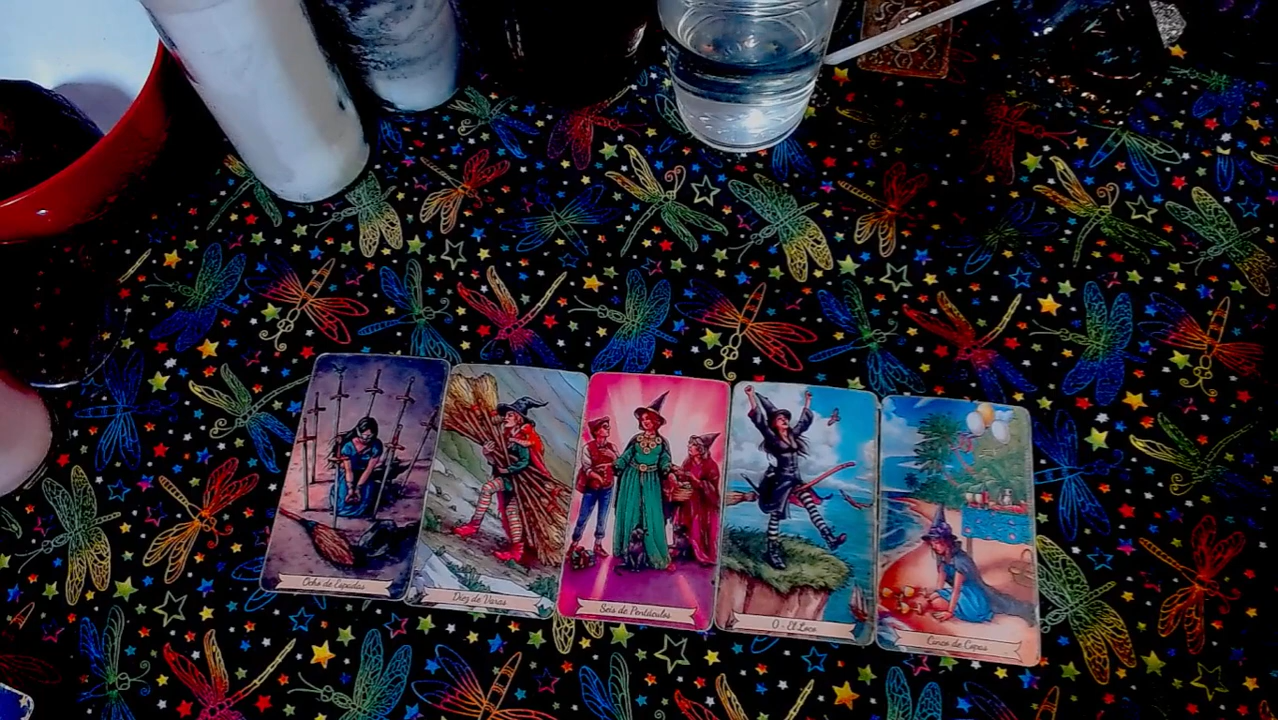 Ocho de Espadas
Diez de Varas
Seis de Pentáculos
0 - El Loco
Cinco de Copas